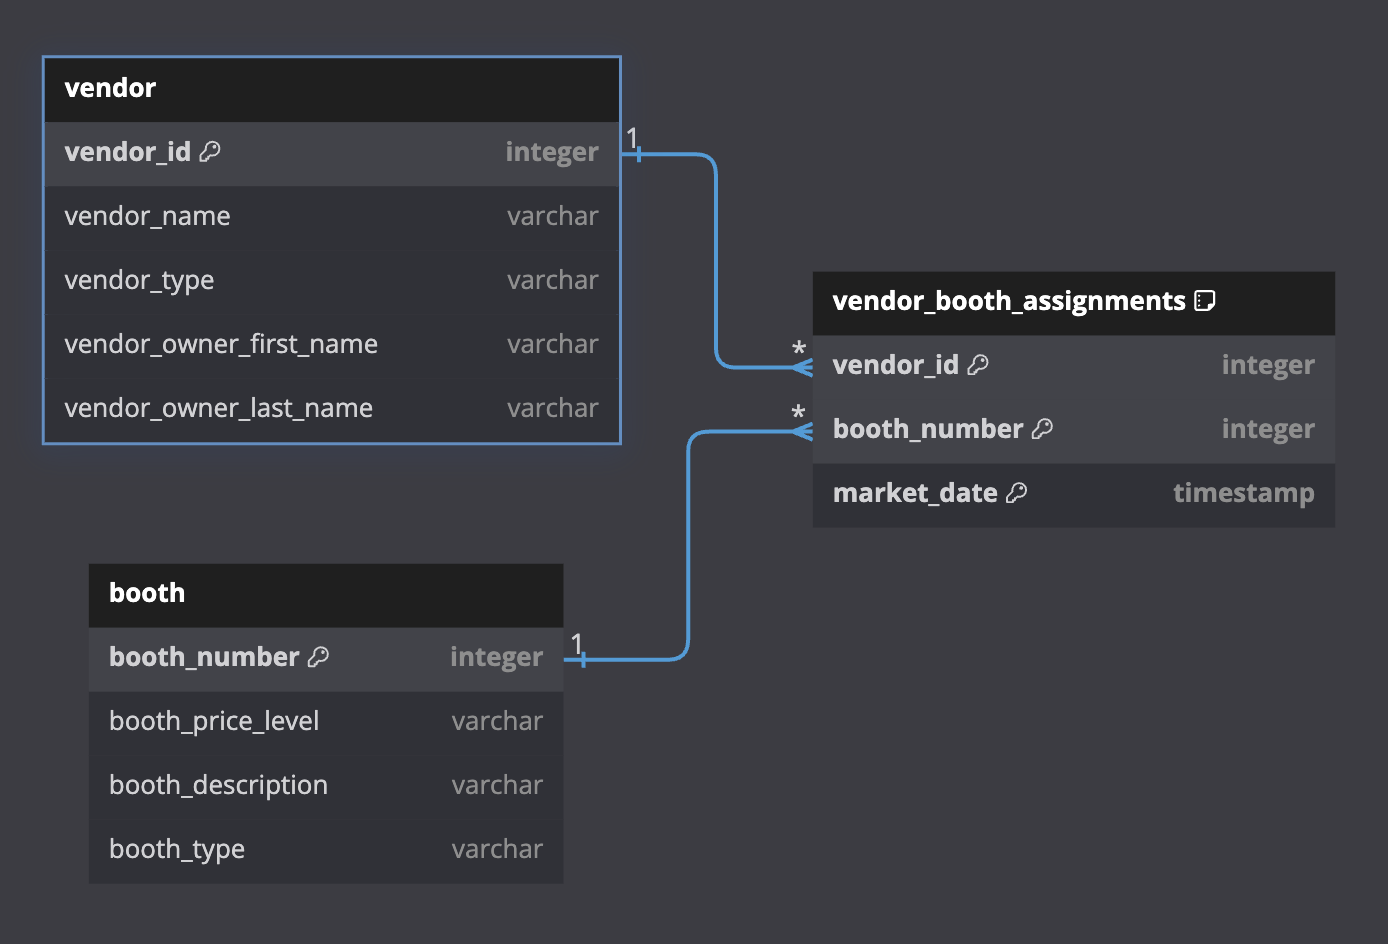 vendor
vendor_id integer
vendor_name varchar
vendor_type varchar
vendor_owner_first_name varchar
vendor_owner_last_name varchar
1
*
*
vendor_booth_assignments
vendor_id integer
booth_number integer
market_date timestamp
booth
booth_number integer
booth_price_level varchar
booth_description varchar
booth_type varchar
1